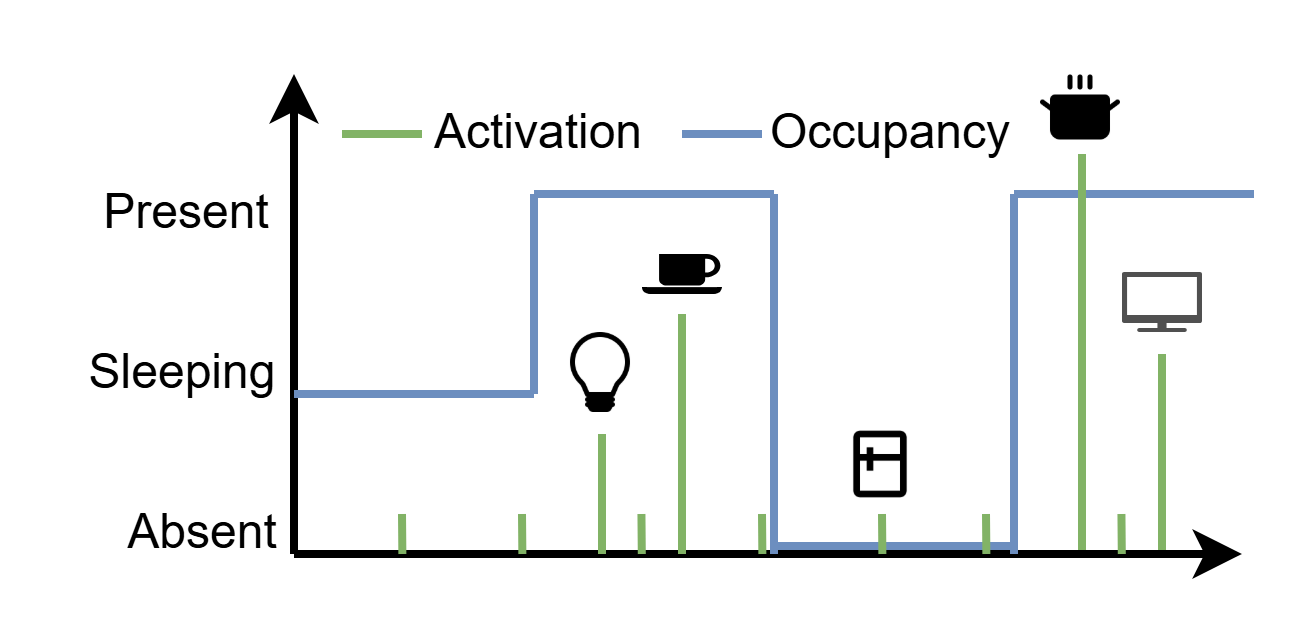 Activation
Occupancy
Present
Sleeping
Absent